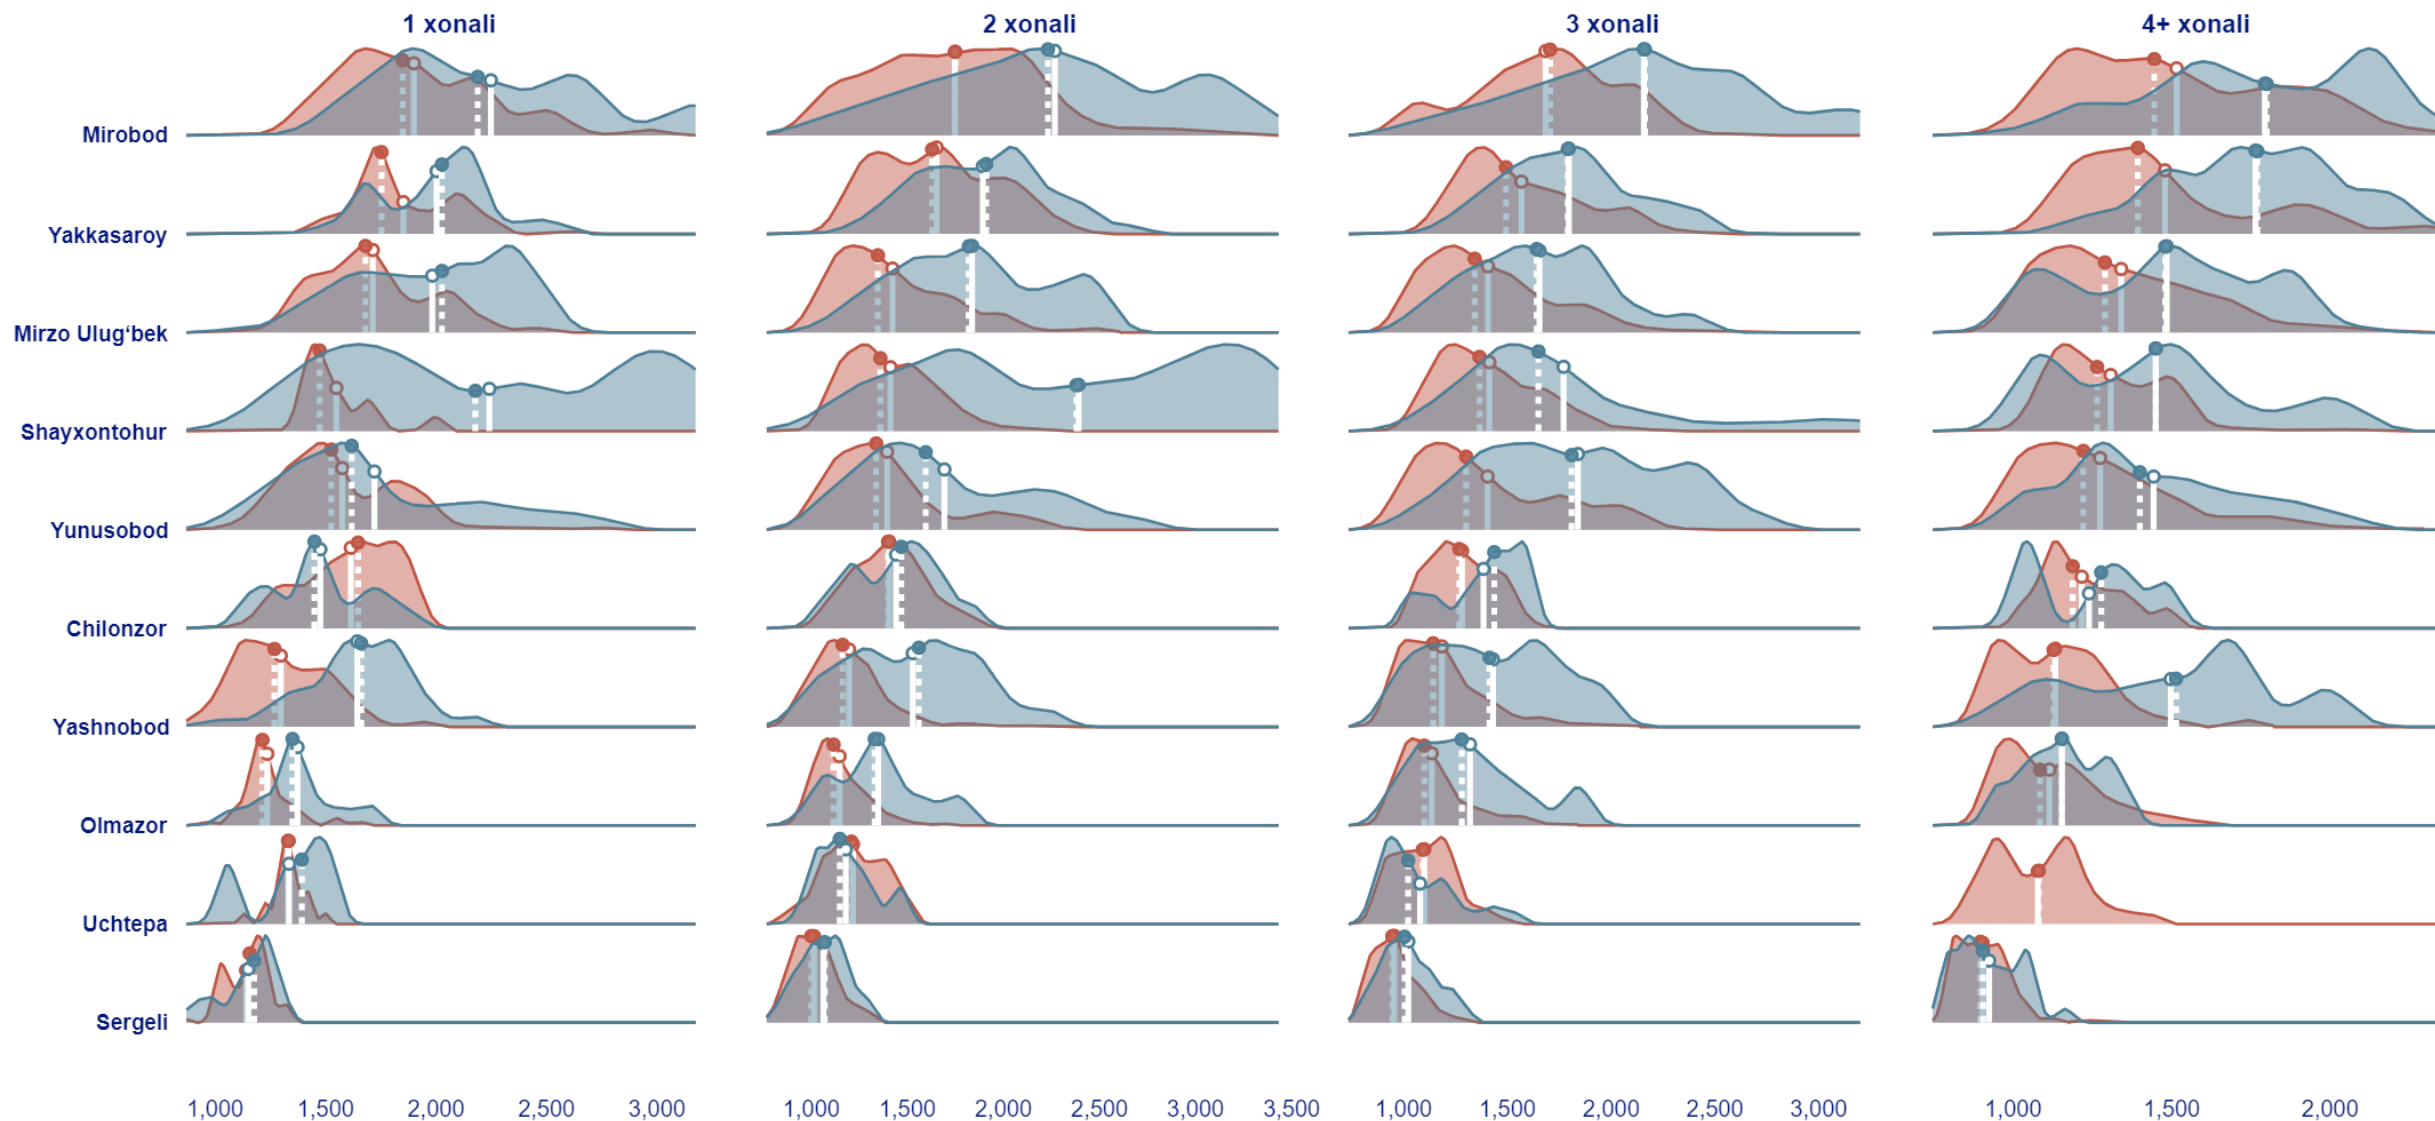 1 xonali 2 xonali 3 xonali 4+ xonali
Mirobod
Yakkasaroy
Mirzo Ulug‘bek
Shayxontohur
Yunusobod
Chilonzor
Yashnobod
Olmazor
Uchtepa
Sergeli
1,000 1,500 2,000 2,500 3,000 1,000 1,500 2,000 2,500 3,000 3,500 1,000 1,500 2,000 2,500 3,000 1,000 1,500 2,000